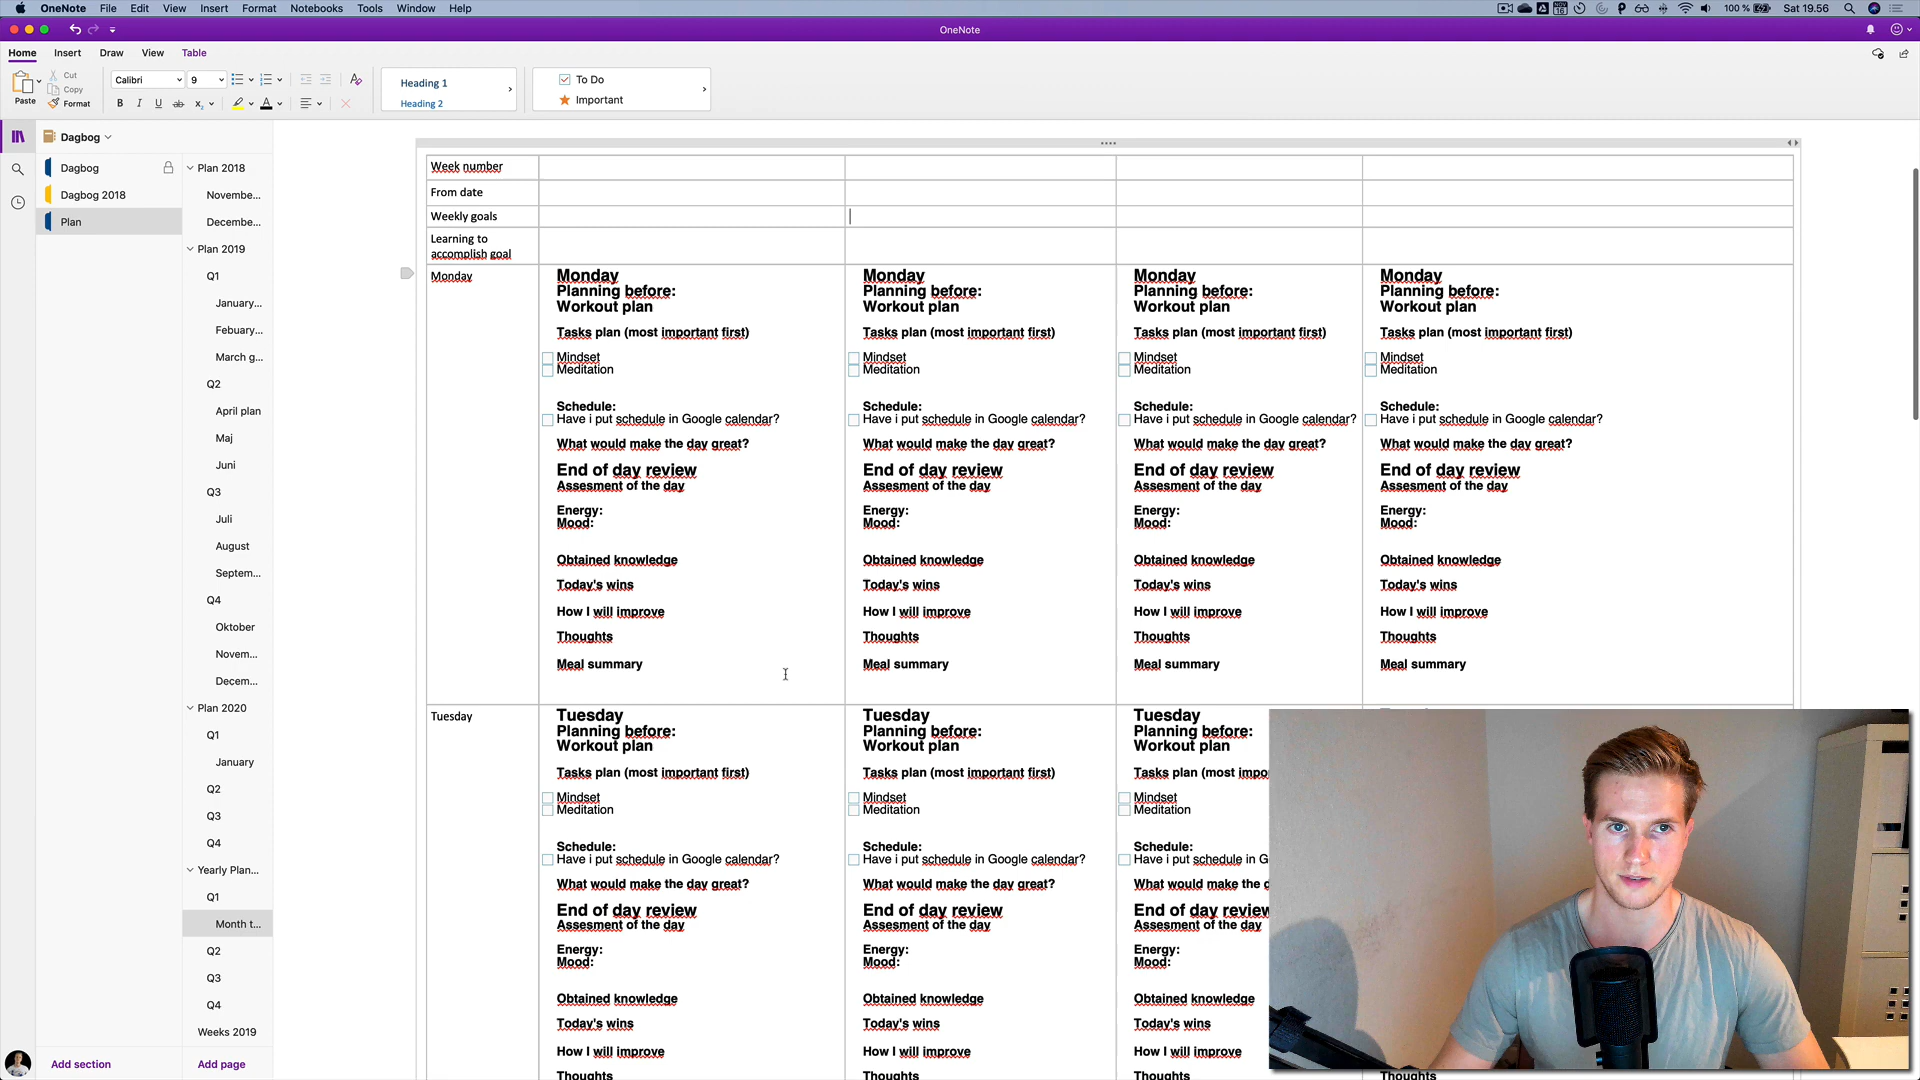 OneNote File Edit View Insert Format Notebooks Tools Window Help
NOV 16 100 % Sat 19.56
OneNote
Home Insert Draw View Table
Paste Cut Copy Format
Calibri 9
B I U ab X₂ A
Heading 1
Heading 2
To Do
Important
Dagbog
Dagbog
Dagbog 2018
Plan
Plan 2018
Novembe...
Decembe...
Plan 2019
Q1
January...
Febuary...
March g...
Q2
April plan
Maj
Juni
Q3
Juli
August
Septem...
Q4
Oktober
Novem...
Decem...
Plan 2020
Q1
January
Q2
Q3
Q4
Yearly Plan...
Q1
Month t...
Q2
Q3
Q4
Weeks 2019
Add section
Add page
Week number
From date
Weekly goals
Learning to
accomplish goal
Monday
Monday Monday Monday Monday
Planning before: Planning before: Planning before: Planning before:
Workout plan Workout plan Workout plan Workout plan
Tasks plan (most important first) Tasks plan (most important first) Tasks plan (most important first) Tasks plan (most important first)
Mindset Mindset Mindset Mindset
Meditation Meditation Meditation Meditation
Schedule: Schedule: Schedule: Schedule:
Have i put schedule in Google calendar? Have i put schedule in Google calendar? Have i put schedule in Google calendar? Have i put schedule in Google calendar?
What would make the day great? What would make the day great? What would make the day great? What would make the day great?
End of day review End of day review End of day review End of day review
Assesment of the day Assesment of the day Assesment of the day Assesment of the day
Energy: Energy: Energy: Energy:
Mood: Mood: Mood: Mood:
Obtained knowledge Obtained knowledge Obtained knowledge Obtained knowledge
Today's wins Today's wins Today's wins Today's wins
How I will improve How I will improve How I will improve How I will improve
Thoughts Thoughts Thoughts Thoughts
Meal summary Meal summary Meal summary Meal summary
Tuesday
Tuesday Tuesday Tuesday
Planning before: Planning before: Planning before:
Workout plan Workout plan Workout plan
Tasks plan (most important first) Tasks plan (most important first) Tasks plan (most impo
Mindset Mindset Mindset
Meditation Meditation Meditation
Schedule: Schedule: Schedule:
Have i put schedule in Google calendar? Have i put schedule in Google calendar? Have i put schedule in G
What would make the day great? What would make the day great? What would make the d
End of day review End of day review End of day review
Assesment of the day Assesment of the day Assesment of the day
Energy: Energy: Energy:
Mood: Mood: Mood:
Obtained knowledge Obtained knowledge Obtained knowledge
Today's wins Today's wins Today's wins
How I will improve How I will improve How I will improve
Thoughts Thoughts Thoughts